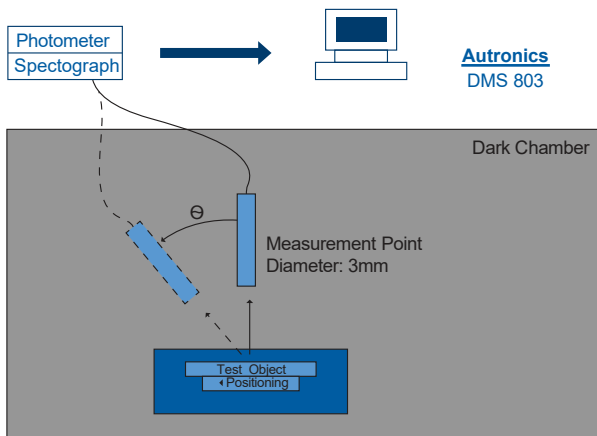 Photometer
Spectograph
Autronics
DMS 803
Dark Chamber
Θ
Measurement Point
Diameter: 3mm
Test Object
Positioning